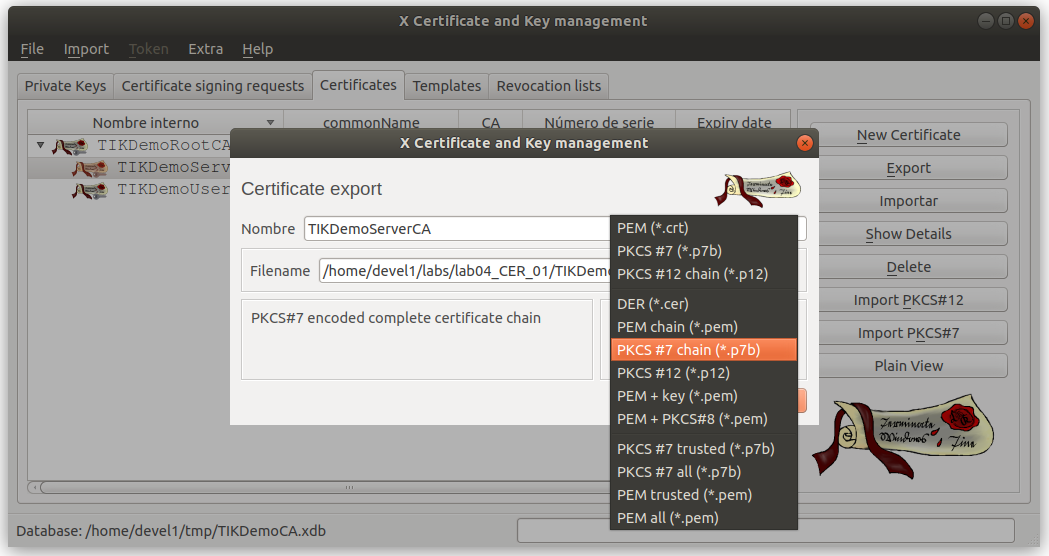 X Certificate and Key management
File Import Token Extra Help
Private Keys Certificate signing requests Certificates Templates Revocation lists
Nombre interno commonName CA Número de serie Expiry date
TIKDemoRootCA
TIKDemoServ
TIKDemoUser
New Certificate
Export
Importar
Show Details
Delete
Import PKCS#12
Import PKCS#7
Plain View
X Certificate and Key management
Certificate export
Nombre TIKDemoServerCA
Filename /home/devel1/labs/lab04_CER_01/TIKDemo
PKCS#7 encoded complete certificate chain
PEM (*.crt)
PKCS #7 (*.p7b)
PKCS #12 chain (*.p12)
DER (*.cer)
PEM chain (*.pem)
PKCS #7 chain (*.p7b)
PKCS #12 (*.p12)
PEM + key (*.pem)
PEM + PKCS#8 (*.pem)
PKCS #7 trusted (*.p7b)
PKCS #7 all (*.p7b)
PEM trusted (*.pem)
PEM all (*.pem)
Database: /home/devel1/tmp/TIKDemoCA.xdb